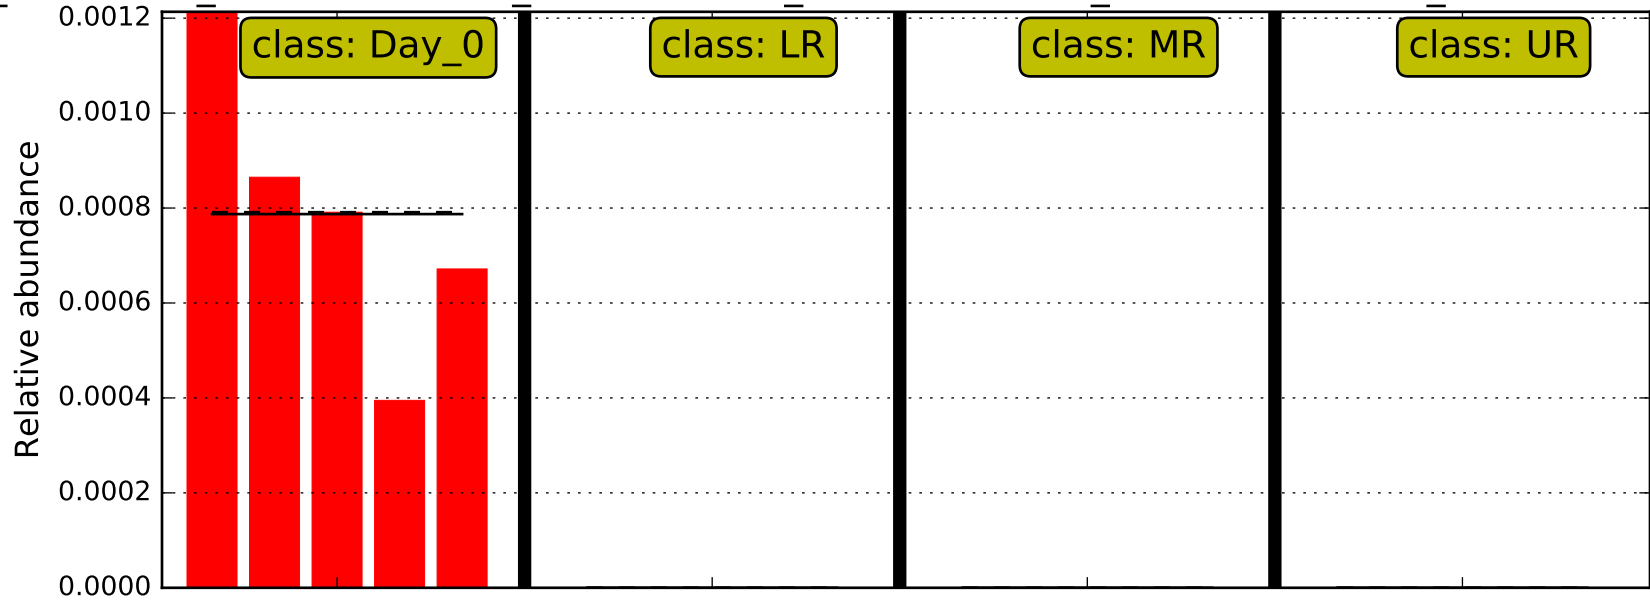 0.0012
class: Day_0
class: LR
class: MR
class: UR
0.0010
0.0008
0.0006
0.0004
0.0002
0.0000
Relative abundance